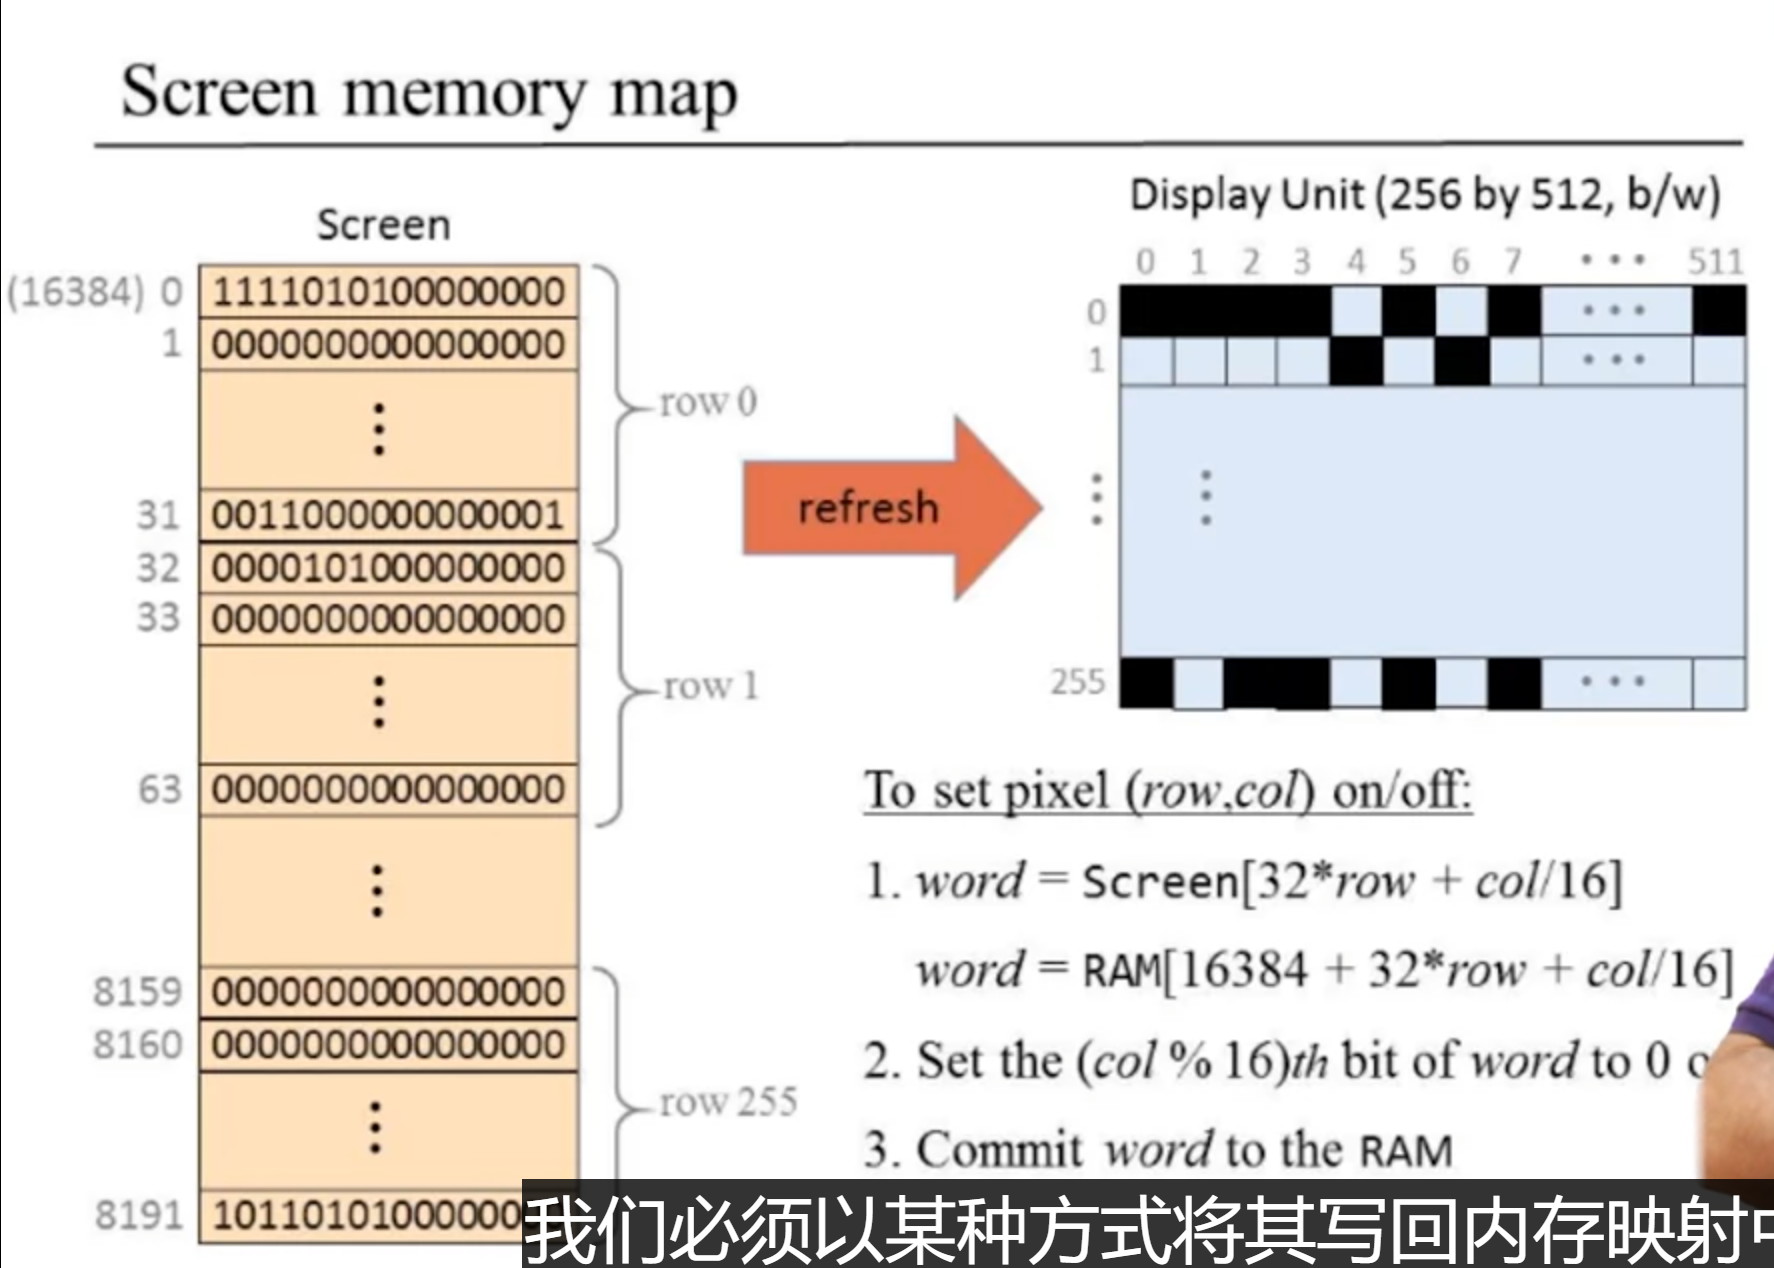 Screen memory map
Screen
(16384) 0 1111010100000000
1 0000000000000000
row 0
31 0011000000000001
32 0000101000000000
33 0000000000000000
row 1
63 0000000000000000
8159 0000000000000000
8160 0000000000000000
row 255
8191 10110101000000
refresh
Display Unit (256 by 512, b/w)
0 1 2 3 4 5 6 7 ... 511
0 ...
1 ...
255 ...
To set pixel (row,col) on/off:
1. word = Screen[32*row + col/16]
word = RAM[16384 + 32*row + col/16]
2. Set the (col % 16)th bit of word to 0
3. Commit word to the RAM
我们必须以某种方式将其写回内存映射中